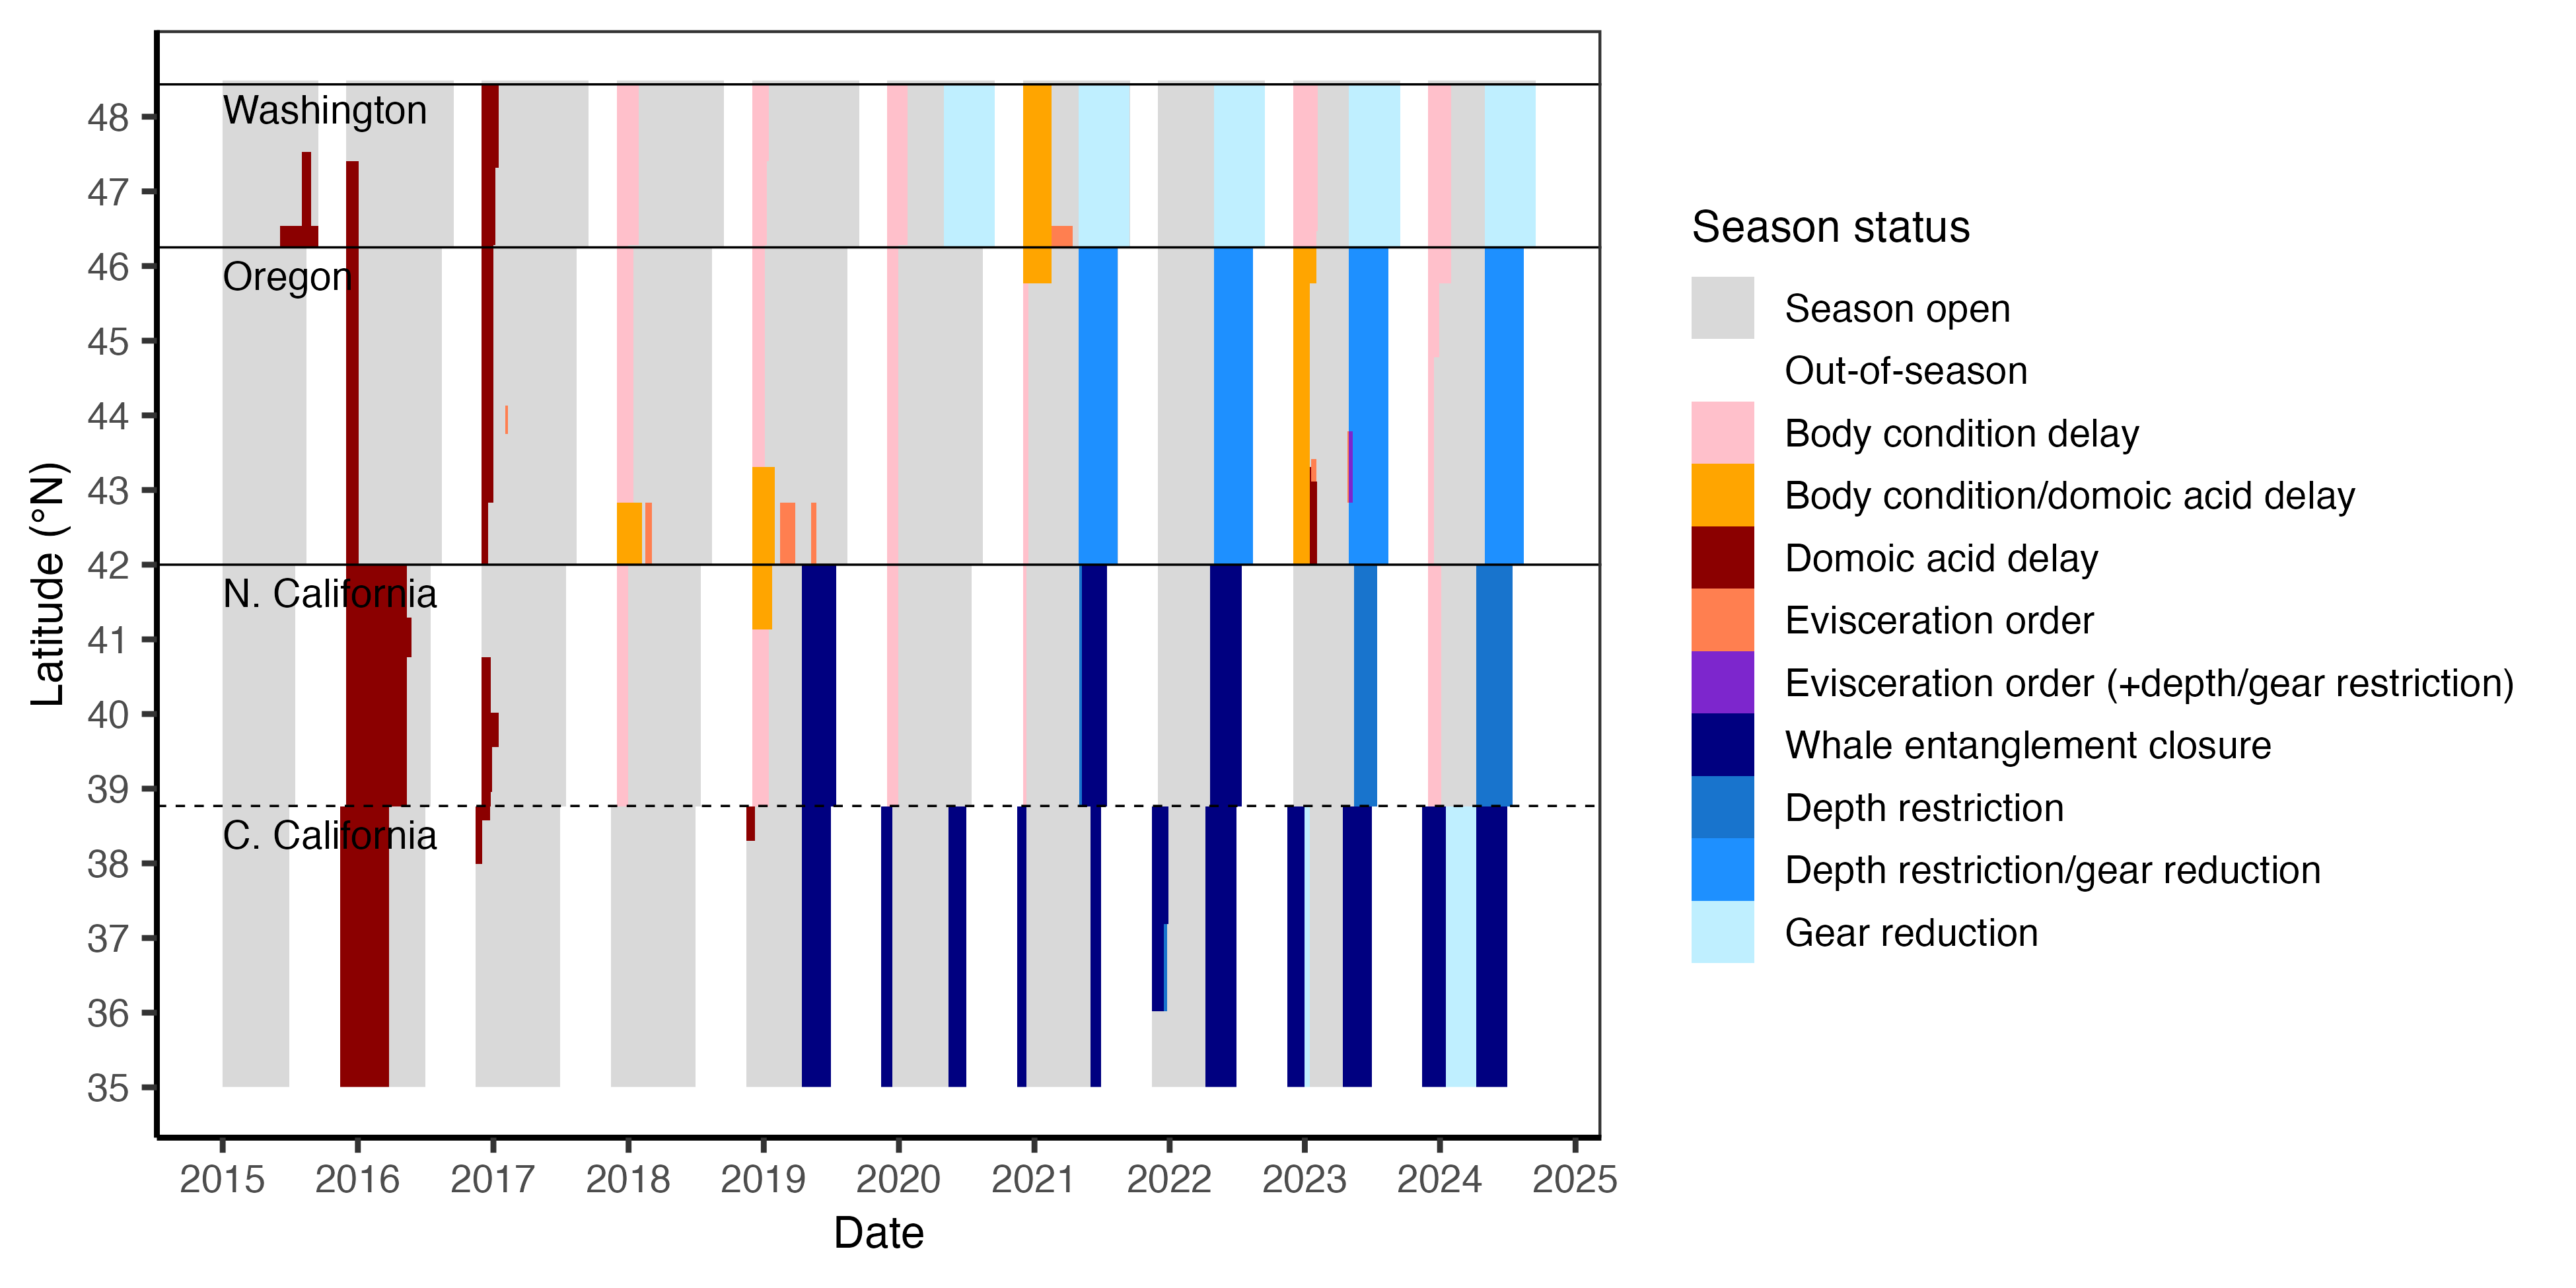 Washington
Oregon
N. California
C. California
48
47
46
45
44
43
42
41
40
39
38
37
36
35
Latitude (°N)
2015 2016 2017 2018 2019 2020 2021 2022 2023 2024 2025
Date
Season status
Season open
Out-of-season
Body condition delay
Body condition/domoic acid delay
Domoic acid delay
Evisceration order
Evisceration order (+depth/gear restriction)
Whale entanglement closure
Depth restriction
Depth restriction/gear reduction
Gear reduction